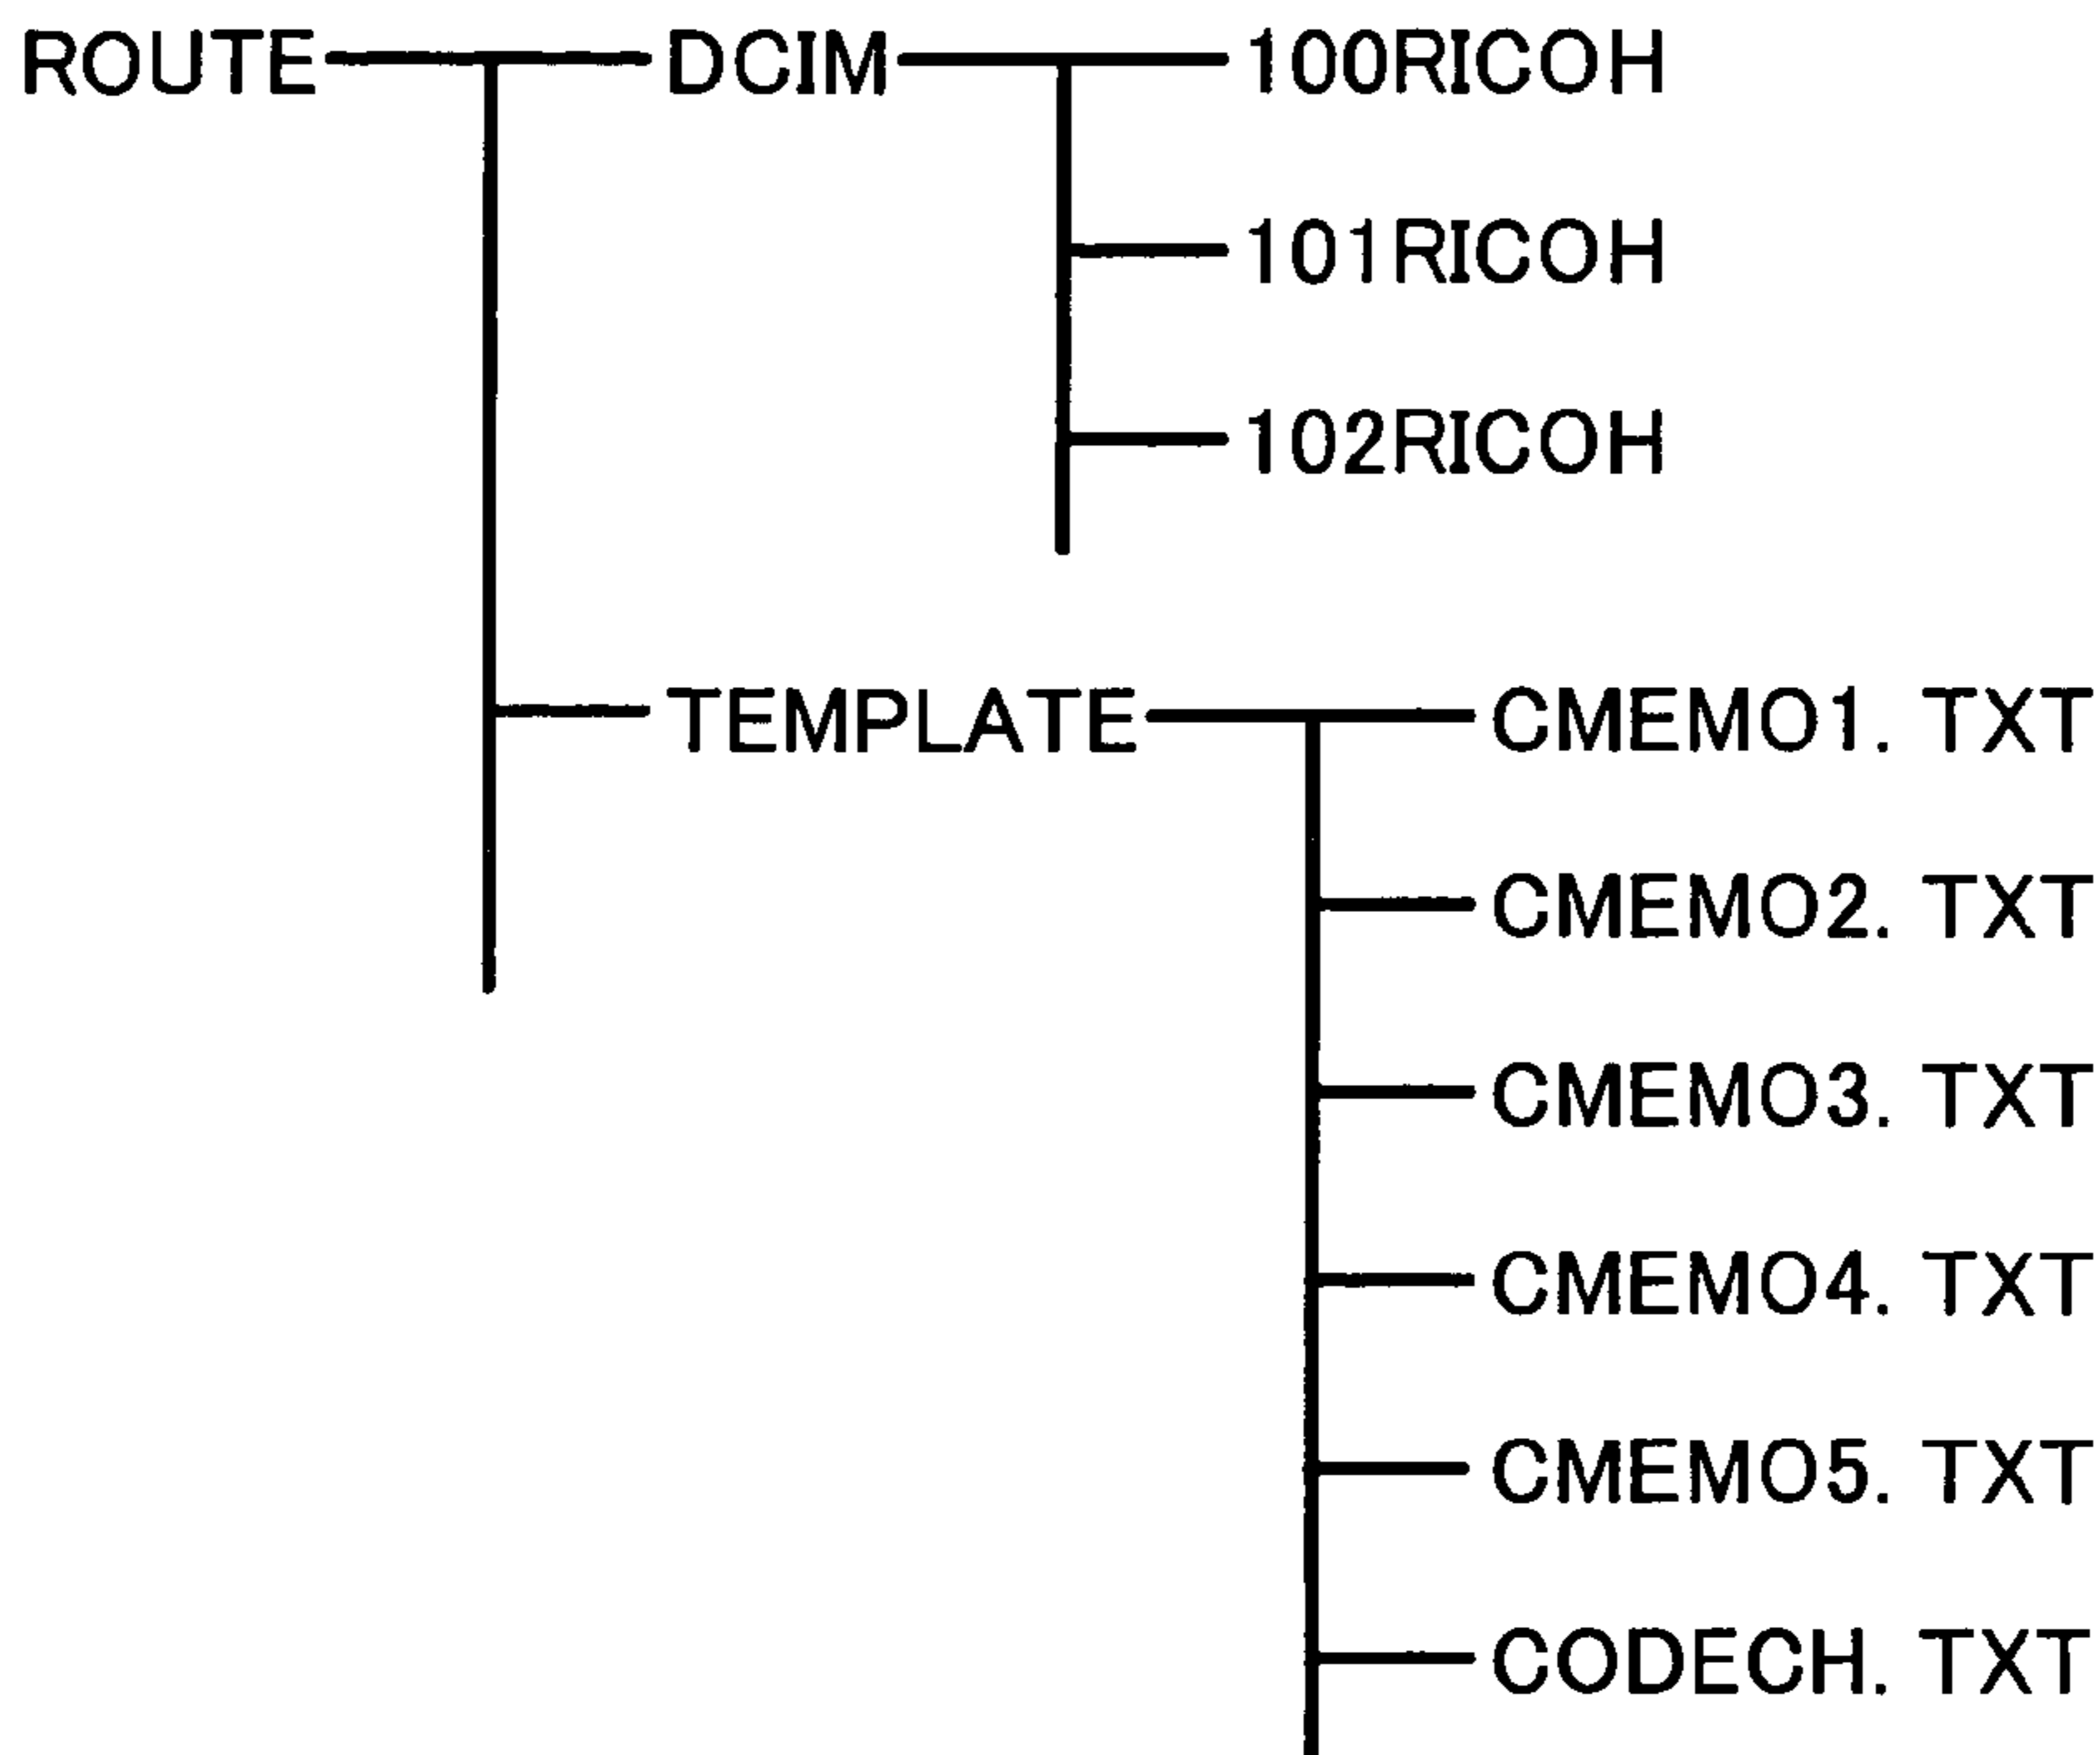 ROUTE DCIM 100RICOH
101RICOH
102RICOH
TEMPLATE CMEMO1. TXT
CMEMO2. TXT
CMEMO3. TXT
CMEMO4. TXT
CMEMO5. TXT
CODECH. TXT